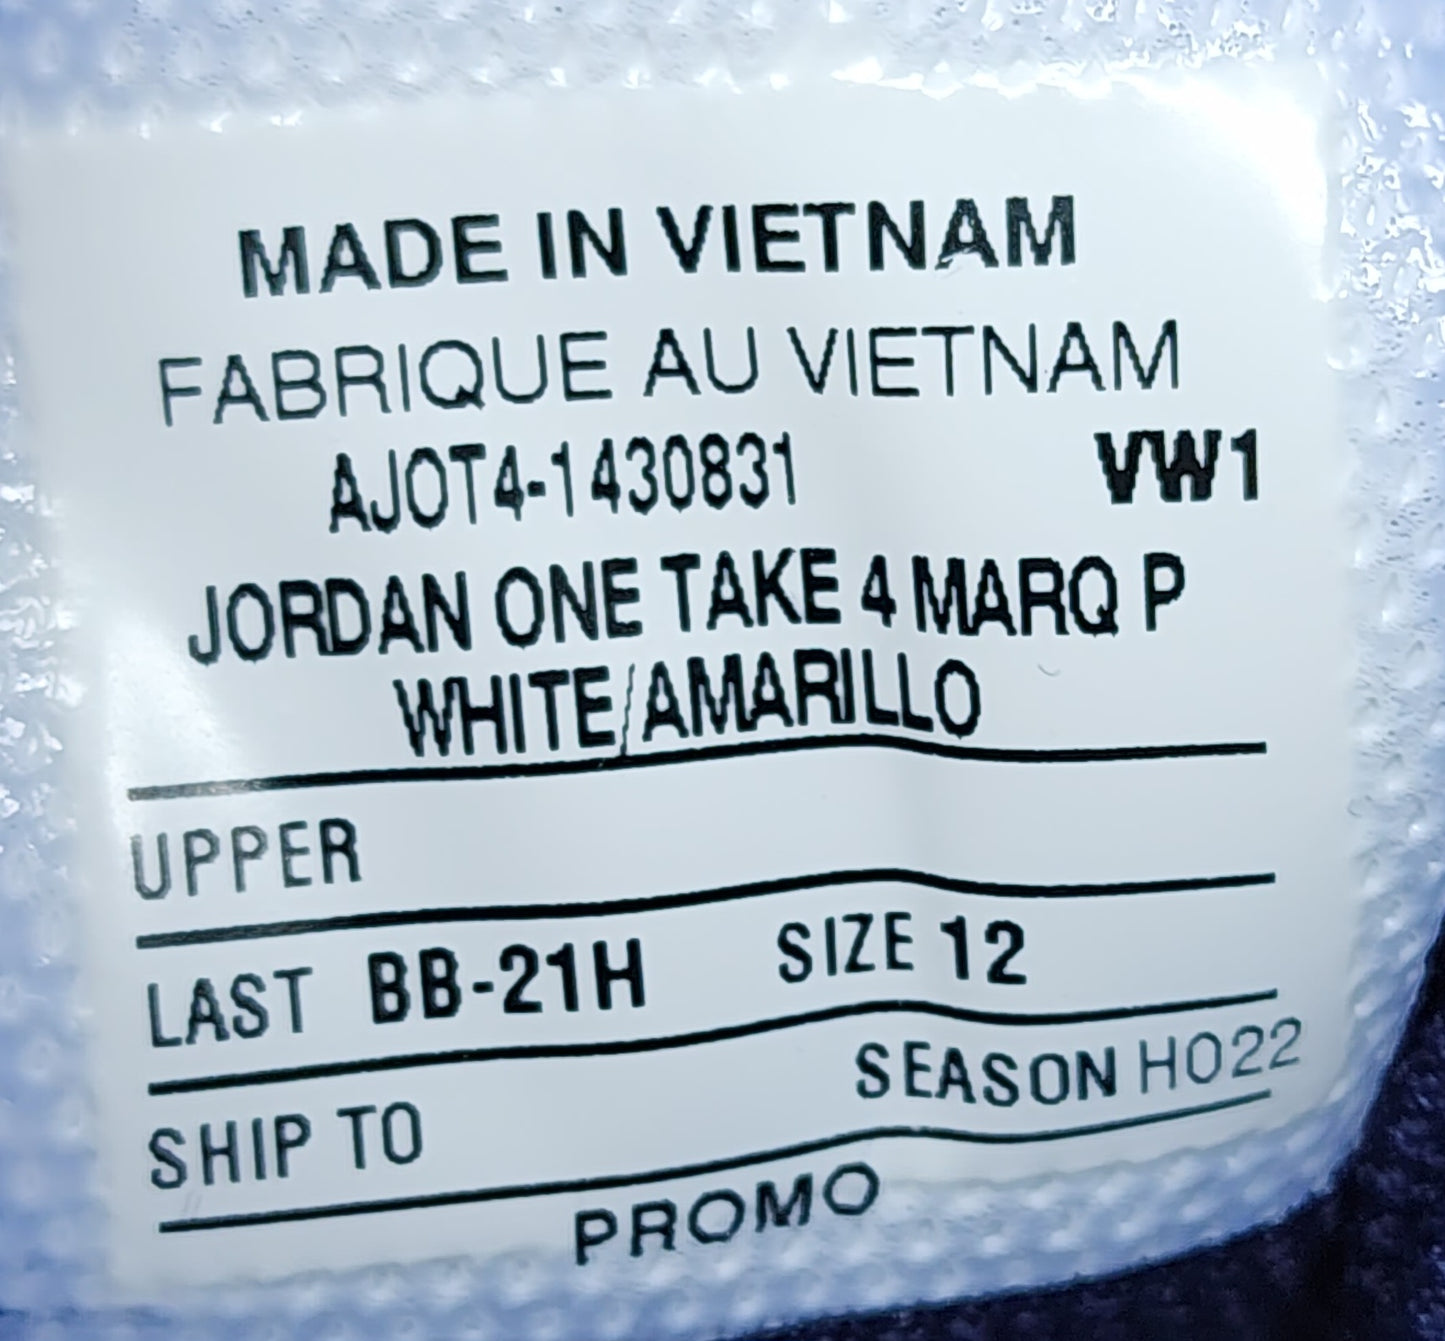 MADE IN VIETNAM
FABRIQUE AU VIETNAM
AJOT4-1430831 VW1
JORDAN ONE TAKE 4 MARQ P
WHITE/AMARILLO
UPPER
LAST BB-21H SIZE 12
SHIP TO SEASON HO22
PROMO